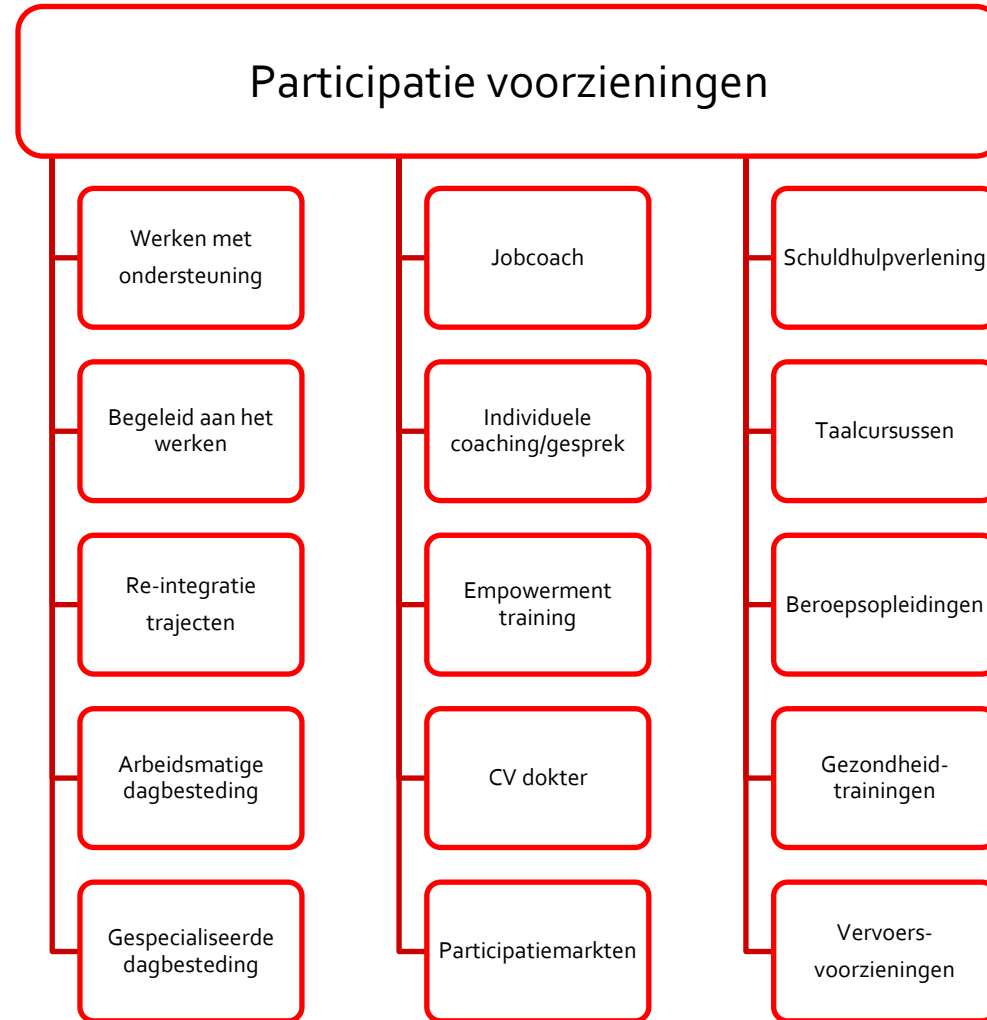 Participatie voorzieningen
Werken met
ondersteuning
Begeleid aan het
werken
Re-integratie
trajecten
Arbeidsmatige
dagbesteding
Gespecialiseerde
dagbesteding
Jobcoach
Individuele
coaching/gesprek
Empowerment
training
CV dokter
Participatiemarkten
Schuldhulpverlening
Taalcursussen
Beroepsopleidingen
Gezondheid-
trainingen
Vervoers-
voorzieningen